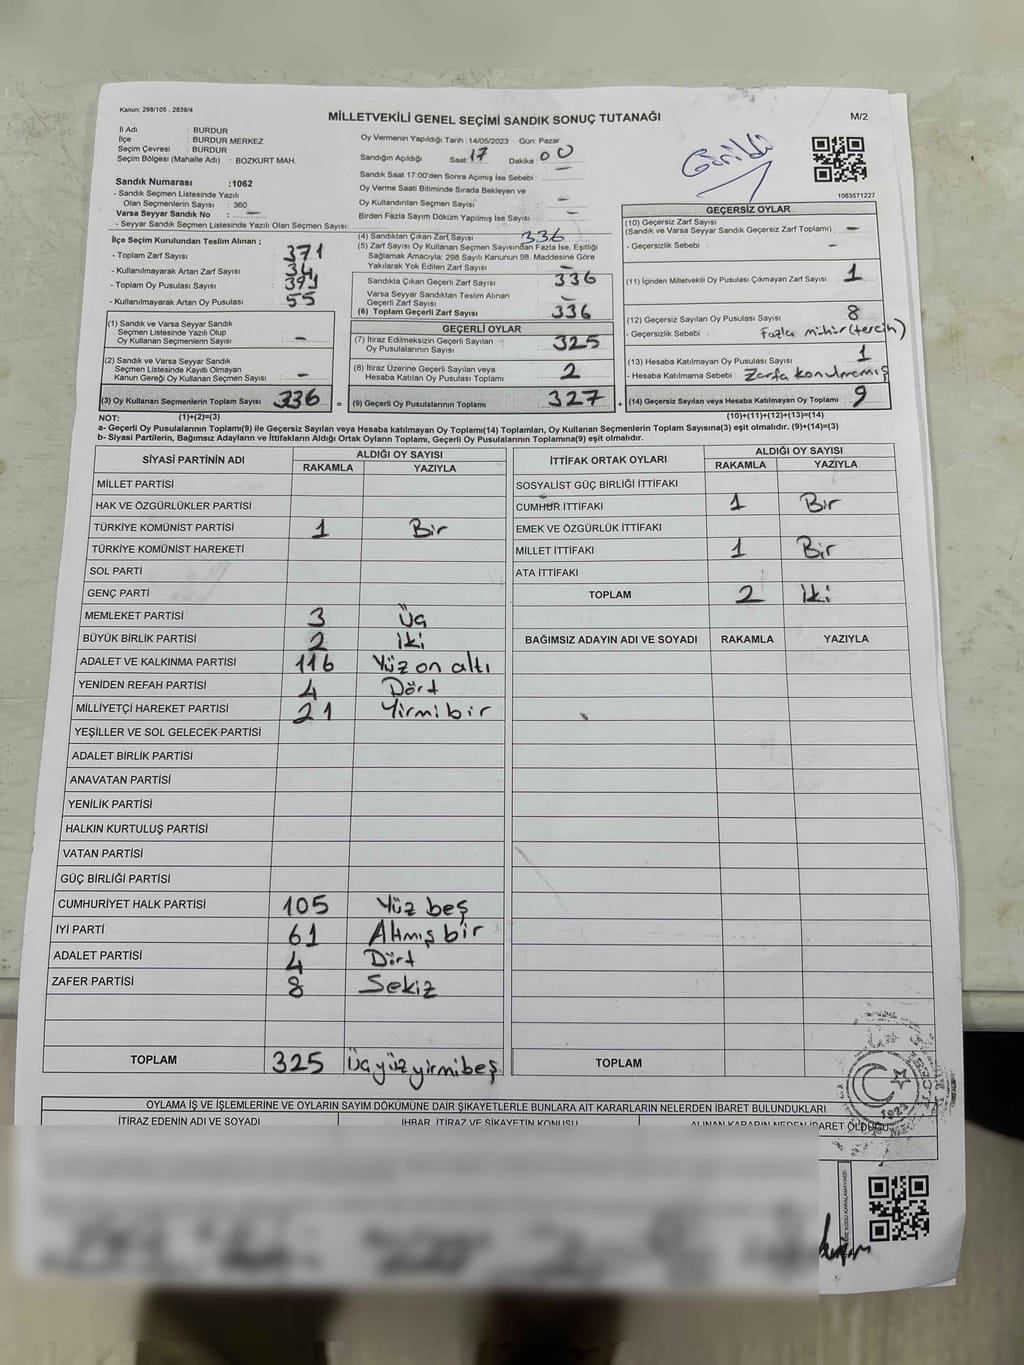 Kanun: 298/105 , 2839/4
MİLLETVEKİLİ GENEL SEÇİMİ SANDIK SONUÇ TUTANAĞI
M/2
İl Adı : BURDUR
İlçe : BURDUR MERKEZ
Seçim Çevresi : BURDUR
Seçim Bölgesi (Mahalle Adı) : BOZKURT MAH.
Sandık Numarası :1062
- Sandık Seçmen Listesinde Yazılı
Olan Seçmenlerin Sayısı : 360
Varsa Seyyar Sandık No : —
- Seyyar Sandık Seçmen Listesinde Yazılı Olan Seçmen Sayısı:
Oy Vermenin Yapıldığı Tarih :14/05/2023 Gün: Pazar
Sandığın Açıldığı Saat 17 Dakika 00
Sandık Saat 17:00'den Sonra Açımış İse Sebebi : —
Oy Verme Saati Bitiminde Sırada Bekleyen ve
Oy Kullandırılan Seçmen Sayısı —
Birden Fazla Sayım Döküm Yapılmış İse Sayısı : —
Görüldü
1083571227
İlçe Seçim Kurulundan Teslim Alınan ;
- Toplam Zarf Sayısı 371
- Kullanılmayarak Artan Zarf Sayısı 34
- Toplam Oy Pusulası Sayısı 391
- Kullanılmayarak Artan Oy Pusulası 55
(1) Sandık ve Varsa Seyyar Sandık
Seçmen Listesinde Yazılı Olup
Oy Kullanan Seçmenlerin Sayısı : —
(2) Sandık ve Varsa Seyyar Sandık
Seçmen Listesinde Kayıtlı Olmayan
Kanun Gereği Oy Kullanan Seçmen Sayısı : —
(3) Oy Kullanan Seçmenlerin Toplam Sayısı 336 =
(4) Sandıktan Çıkan Zarf Sayısı 336
(5) Zarf Sayısı Oy Kullanan Seçmen Sayısından Fazla İse, Eşitliği
Sağlamak Amacıyla; 298 Sayılı Kanunun 98. Maddesine Göre
Yakılarak Yok Edilen Zarf Sayısı : —
Sandıkta Çıkan Geçerli Zarf Sayısı 336
Varsa Seyyar Sandıktan Teslim Alınan
Geçerli Zarf Sayısı : —
(6) Toplam Geçerli Zarf Sayısı 336
GEÇERLİ OYLAR
(7) İtiraz Edilmeksizin Geçerli Sayılan
Oy Pusulalarının Sayısı 325
(8) İtiraz Üzerine Geçerli Sayılan veya
Hesaba Katılan Oy Pusulası Toplamı 2
(9) Geçerli Oy Pusulalarının Toplamı 327 +
GEÇERSİZ OYLAR
(10) Geçersiz Zarf Sayısı
(Sandık ve Varsa Seyyar Sandık Geçersiz Zarf Toplamı) : —
- Geçersizlik Sebebi : —
(11) İçinden Milletvekili Oy Pusulası Çıkmayan Zarf Sayısı 1
(12) Geçersiz Sayılan Oy Pusulası Sayısı 8
- Geçersizlik Sebebi : Fazla mühür (tercih)
(13) Hesaba Katılmayan Oy Pusulası Sayısı 1
- Hesaba Katılmama Sebebi : Zarfa konulmamış
(14) Geçersiz Sayılan veya Hesaba Katılmayan Oy Toplamı 9
NOT: (1)+(2)=(3) (10)+(11)+(12)+(13)=(14)
a- Geçerli Oy Pusulaları Toplamı(9) ile Geçersiz Sayılan veya Hesaba katılmayan Oy Toplamı(14) Toplamları, Oy Kullanan Seçmenlerin Toplam Sayısına(3) eşit olmalıdır. (9)+(14)=(3)
b- Siyasi Partilerin, Bağımsız Adayların ve İttifakların Aldığı Ortak Oyların Toplamı, Geçerli Oy Pusulalarının Toplamına(9) eşit olmalıdır.
SİYASİ PARTİNİN ADI ALDIĞI OY SAYISI
RAKAMLA YAZIYLA
MİLLET PARTİSİ
HAK VE ÖZGÜRLÜKLER PARTİSİ
TÜRKİYE KOMÜNİST PARTİSİ 1 Bir
TÜRKİYE KOMÜNİST HAREKETİ
SOL PARTİ
GENÇ PARTİ
MEMLEKET PARTİSİ 3 Üç
BÜYÜK BİRLİK PARTİSİ 2 İki
ADALET VE KALKINMA PARTİSİ 116 Yüz on altı
YENİDEN REFAH PARTİSİ 4 Dört
MİLLİYETÇİ HAREKET PARTİSİ 21 Yirmi bir
YEŞİLLER VE SOL GELECEK PARTİSİ
ADALET BİRLİK PARTİSİ
ANAVATAN PARTİSİ
YENİLİK PARTİSİ
HALKIN KURTULUŞ PARTİSİ
VATAN PARTİSİ
GÜÇ BİRLİĞİ PARTİSİ
CUMHURİYET HALK PARTİSİ 105 Yüz beş
İYİ PARTİ 61 Altmış bir
ADALET PARTİSİ 4 Dört
ZAFER PARTİSİ 8 Sekiz
TOPLAM 325 Üçyüzyirmibeş
İTTİFAK ORTAK OYLARI ALDIĞI OY SAYISI
RAKAMLA YAZIYLA
SOSYALİST GÜÇ BİRLİĞİ İTTİFAKI
CUMHUR İTTİFAKI 1 Bir
EMEK VE ÖZGÜRLÜK İTTİFAKI
MİLLET İTTİFAKI 1 Bir
ATA İTTİFAKI
TOPLAM 2 İki
BAĞIMSIZ ADAYIN ADI VE SOYADI RAKAMLA YAZIYLA
TOPLAM
1923
OYLAMA İŞ VE İŞLEMLERİNE VE OYLARIN SAYIM DÖKÜMÜNE DAİR ŞİKAYETLERLE BUNLARA AİT KARARLARIN NELERDEN İBARET BULUNDUKLARI
İTİRAZ EDENİN ADI VE SOYADI İHBAR, İTİRAZ VE ŞİKAYETİN KONUSU ALINAN KARARIN NEDEN İBARET OLDUĞU